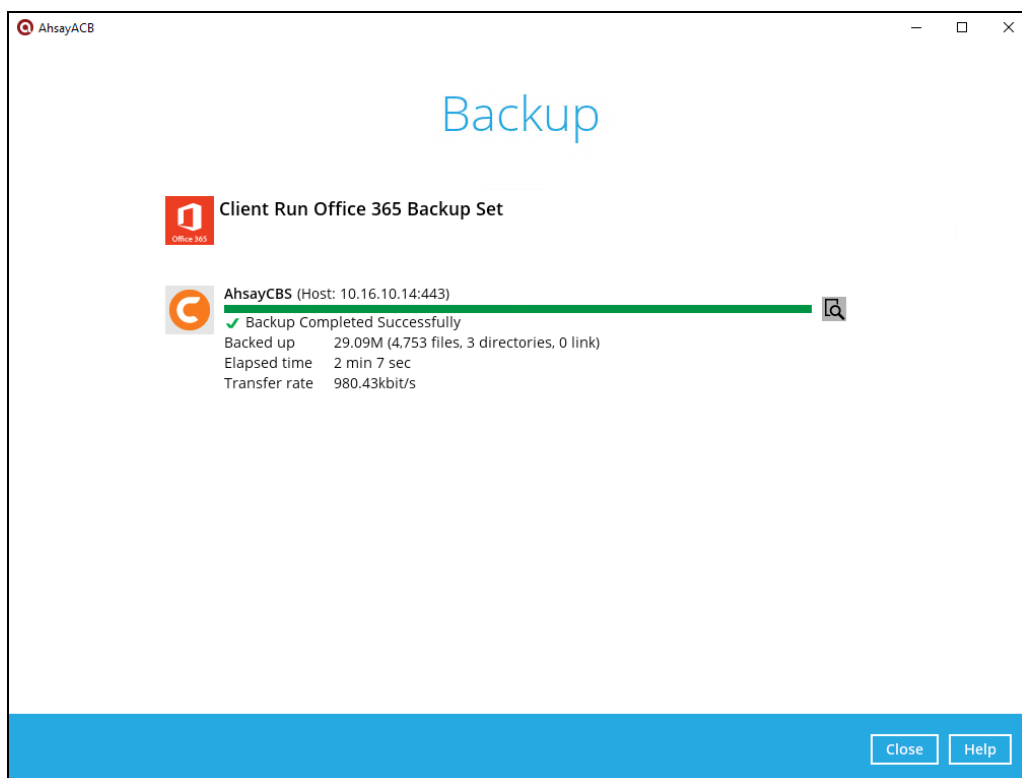 AhsayACB
Backup
Client Run Office 365 Backup Set
Office 365
AhsayCBS (Host: 10.16.10.14:443)
Backup Completed Successfully
Backed up 29.09M (4,753 files, 3 directories, 0 link)
Elapsed time 2 min 7 sec
Transfer rate 980.43kbit/s
Close Help